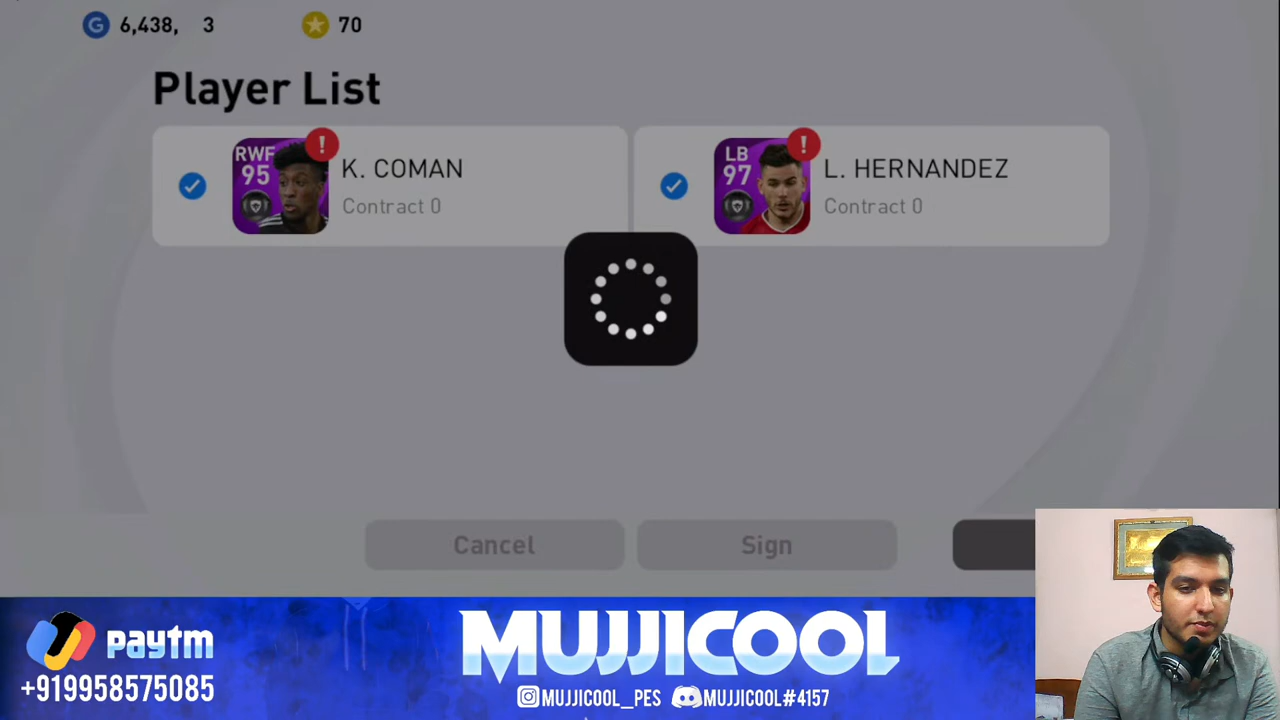 6,438, 3
70
Player List
RWF
95
!
K. COMAN
Contract 0
LB
97
!
L. HERNANDEZ
Contract 0
Cancel
Sign
paytm
+919958575085
MUJJICOOL
MUJJICOOL_PES
MUJJICOOL#4157